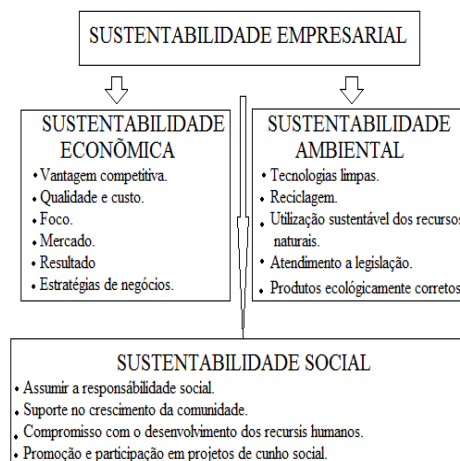 SUSTENTABILIDADE EMPRESARIAL
SUSTENTABILIDADE
ECONÕMICA
• Vantagem competitiva.
• Qualidade e custo.
• Foco.
• Mercado.
• Resultado
• Estratégias de negócios.
SUSTENTABILIDADE
AMBIENTAL
• Tecnologias limpas.
• Reciclagem.
• Utilização sustentável dos recursos
naturais.
• Atendimento a legislação.
• Produtos ecológicamente corretos
SUSTENTABILIDADE SOCIAL
• Assumir a responsábilidade social.
• Suporte no crescimento da comunidade.
• Compromisso com o desenvolvimento dos recursis humanos.
• Promoção e participação em projetos de cunho social.